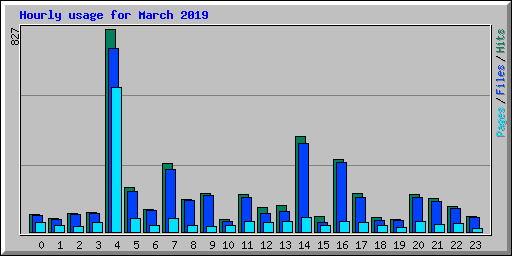 Hourly usage for March 2019
827
Pages / Files / Hits
0 1 2 3 4 5 6 7 8 9 10 11 12 13 14 15 16 17 18 19 20 21 22 23